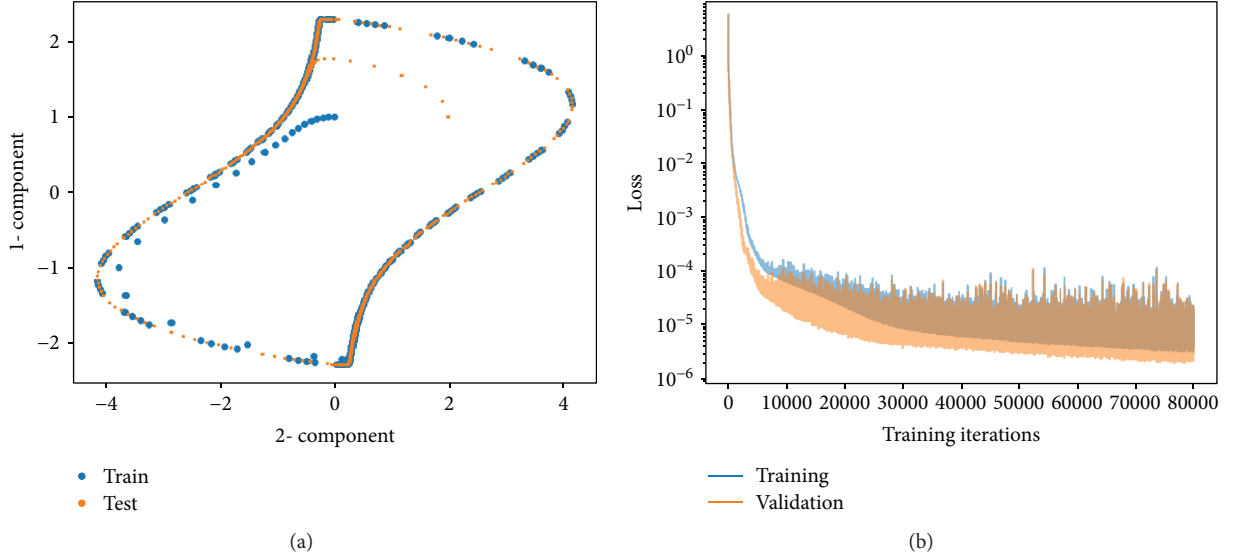 2
1
0
−1
−2
−4
−2
0
2
4
1- component
2- component
Train
Test
(a)
10⁰
10⁻¹
10⁻²
10⁻³
10⁻⁴
10⁻⁵
10⁻⁶
0
10000
20000
30000
40000
50000
60000
70000
80000
Loss
Training iterations
Training
Validation
(b)